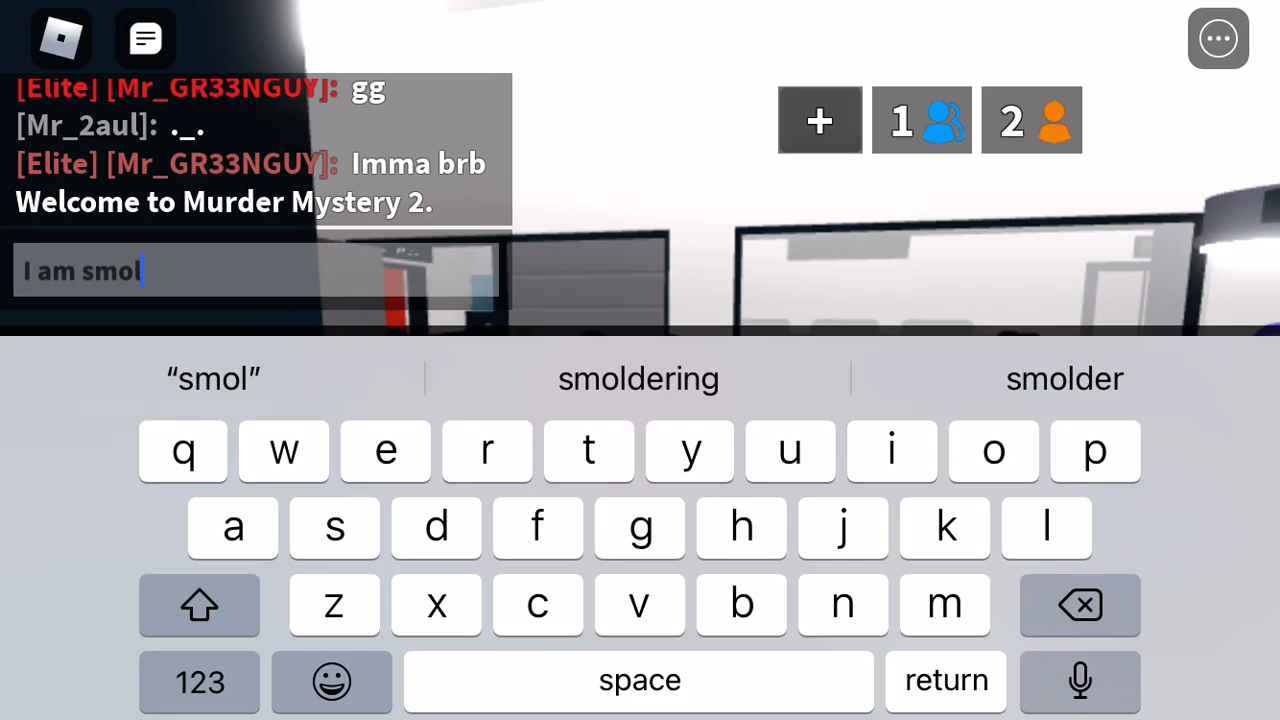 [Elite] [Mr_GR33NGUY]: gg
[Mr_2aul]: ._.
[Elite] [Mr_GR33NGUY]: Imma brb
Welcome to Murder Mystery 2.
I am smol
+ 1 2
“smol” smoldering smolder
q w e r t y u i o p
a s d f g h j k l
z x c v b n m
123 space return